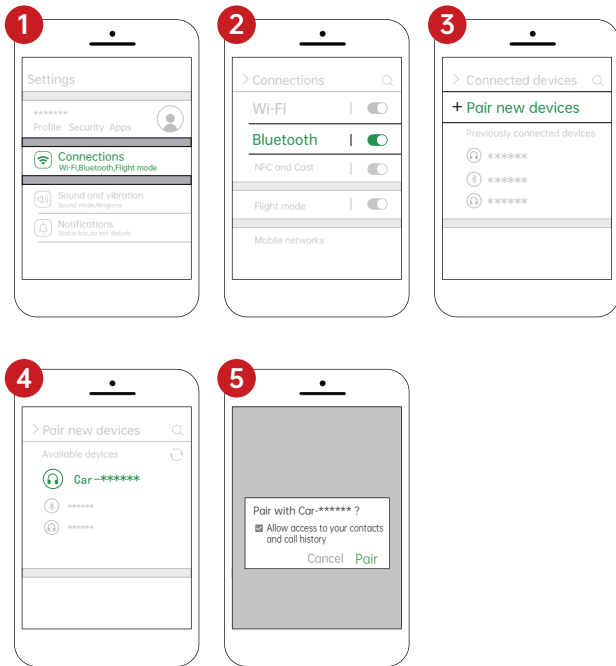 1
Settings
*******
Profile Security Apps
Connections
Wi-Fi,Bluetooth,Flight mode
Sound and vibration
Sound mode,Ringtone
Notifications
Status bar,do not disturb
2
> Connections
Wi-Fi |
Bluetooth |
NFC and Cast |
Flight mode |
Mobile networks
3
> Connected devices
+ Pair new devices
Previously connected devices
******
******
******
4
> Pair new devices
Available devices
Car-******
******
******
5
Pair with Car-****** ?
Allow access to your contacts
and call history
Cancel Pair